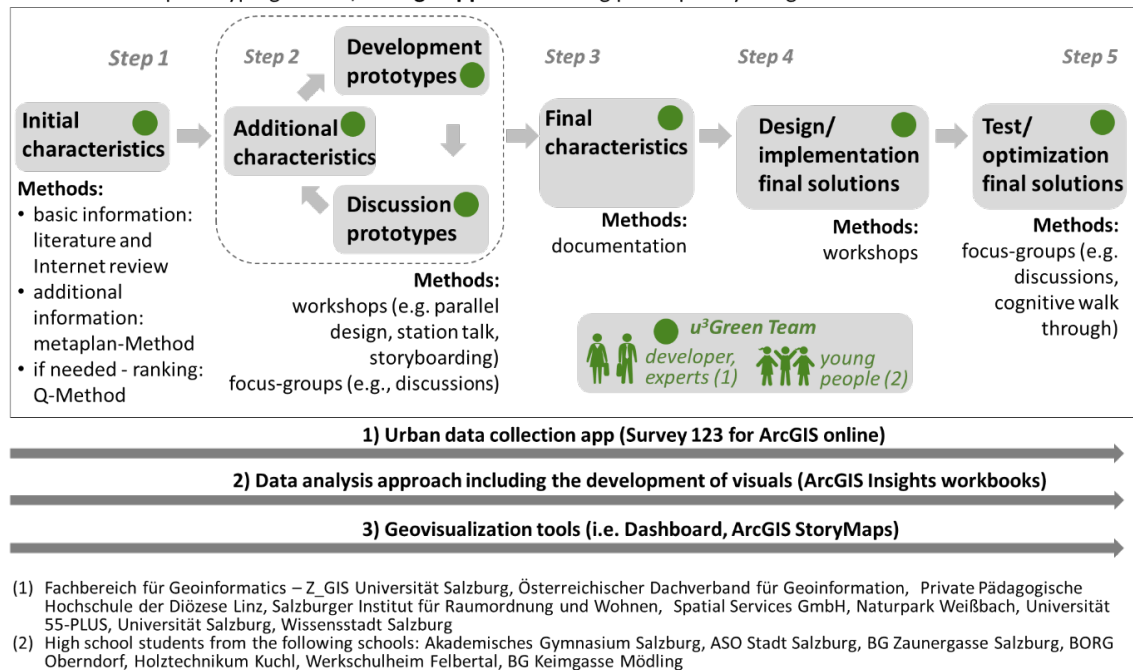 Step 1
Initial
characteristics
Methods:
• basic information:
literature and
Internet review
• additional
information:
metaplan-Method
• if needed - ranking:
Q-Method
Step 2
Development
prototypes
Additional
characteristics
Discussion
prototypes
Methods:
workshops (e.g. parallel
design, station talk,
storyboarding)
focus-groups (e.g., discussions)
Step 3
Final
characteristics
Methods:
documentation
Step 4
Design/
implementation
final solutions
Methods:
workshops
Step 5
Test/
optimization
final solutions
Methods:
focus-groups (e.g.
discussions,
cognitive walk
through)
u³Green Team
developer,
experts (1)
young
people (2)
1) Urban data collection app (Survey 123 for ArcGIS online)
2) Data analysis approach including the development of visuals (ArcGIS Insights workbooks)
3) Geovisualization tools (i.e. Dashboard, ArcGIS StoryMaps)
(1) Fachbereich für Geoinformatics – Z_GIS Universität Salzburg, Österreichischer Dachverband für Geoinformation, Private Pädagogische
Hochschule der Diözese Linz, Salzburger Institut für Raumordnung und Wohnen, Spatial Services GmbH, Naturpark Weißbach, Universität
55-PLUS, Universität Salzburg, Wissensstadt Salzburg
(2) High school students from the following schools: Akademisches Gymnasium Salzburg, ASO Stadt Salzburg, BG Zaunergasse Salzburg, BORG
Oberndorf, Holztechnikum Kuchl, Werkschulheim Felbertal, BG Keimgasse Mödling